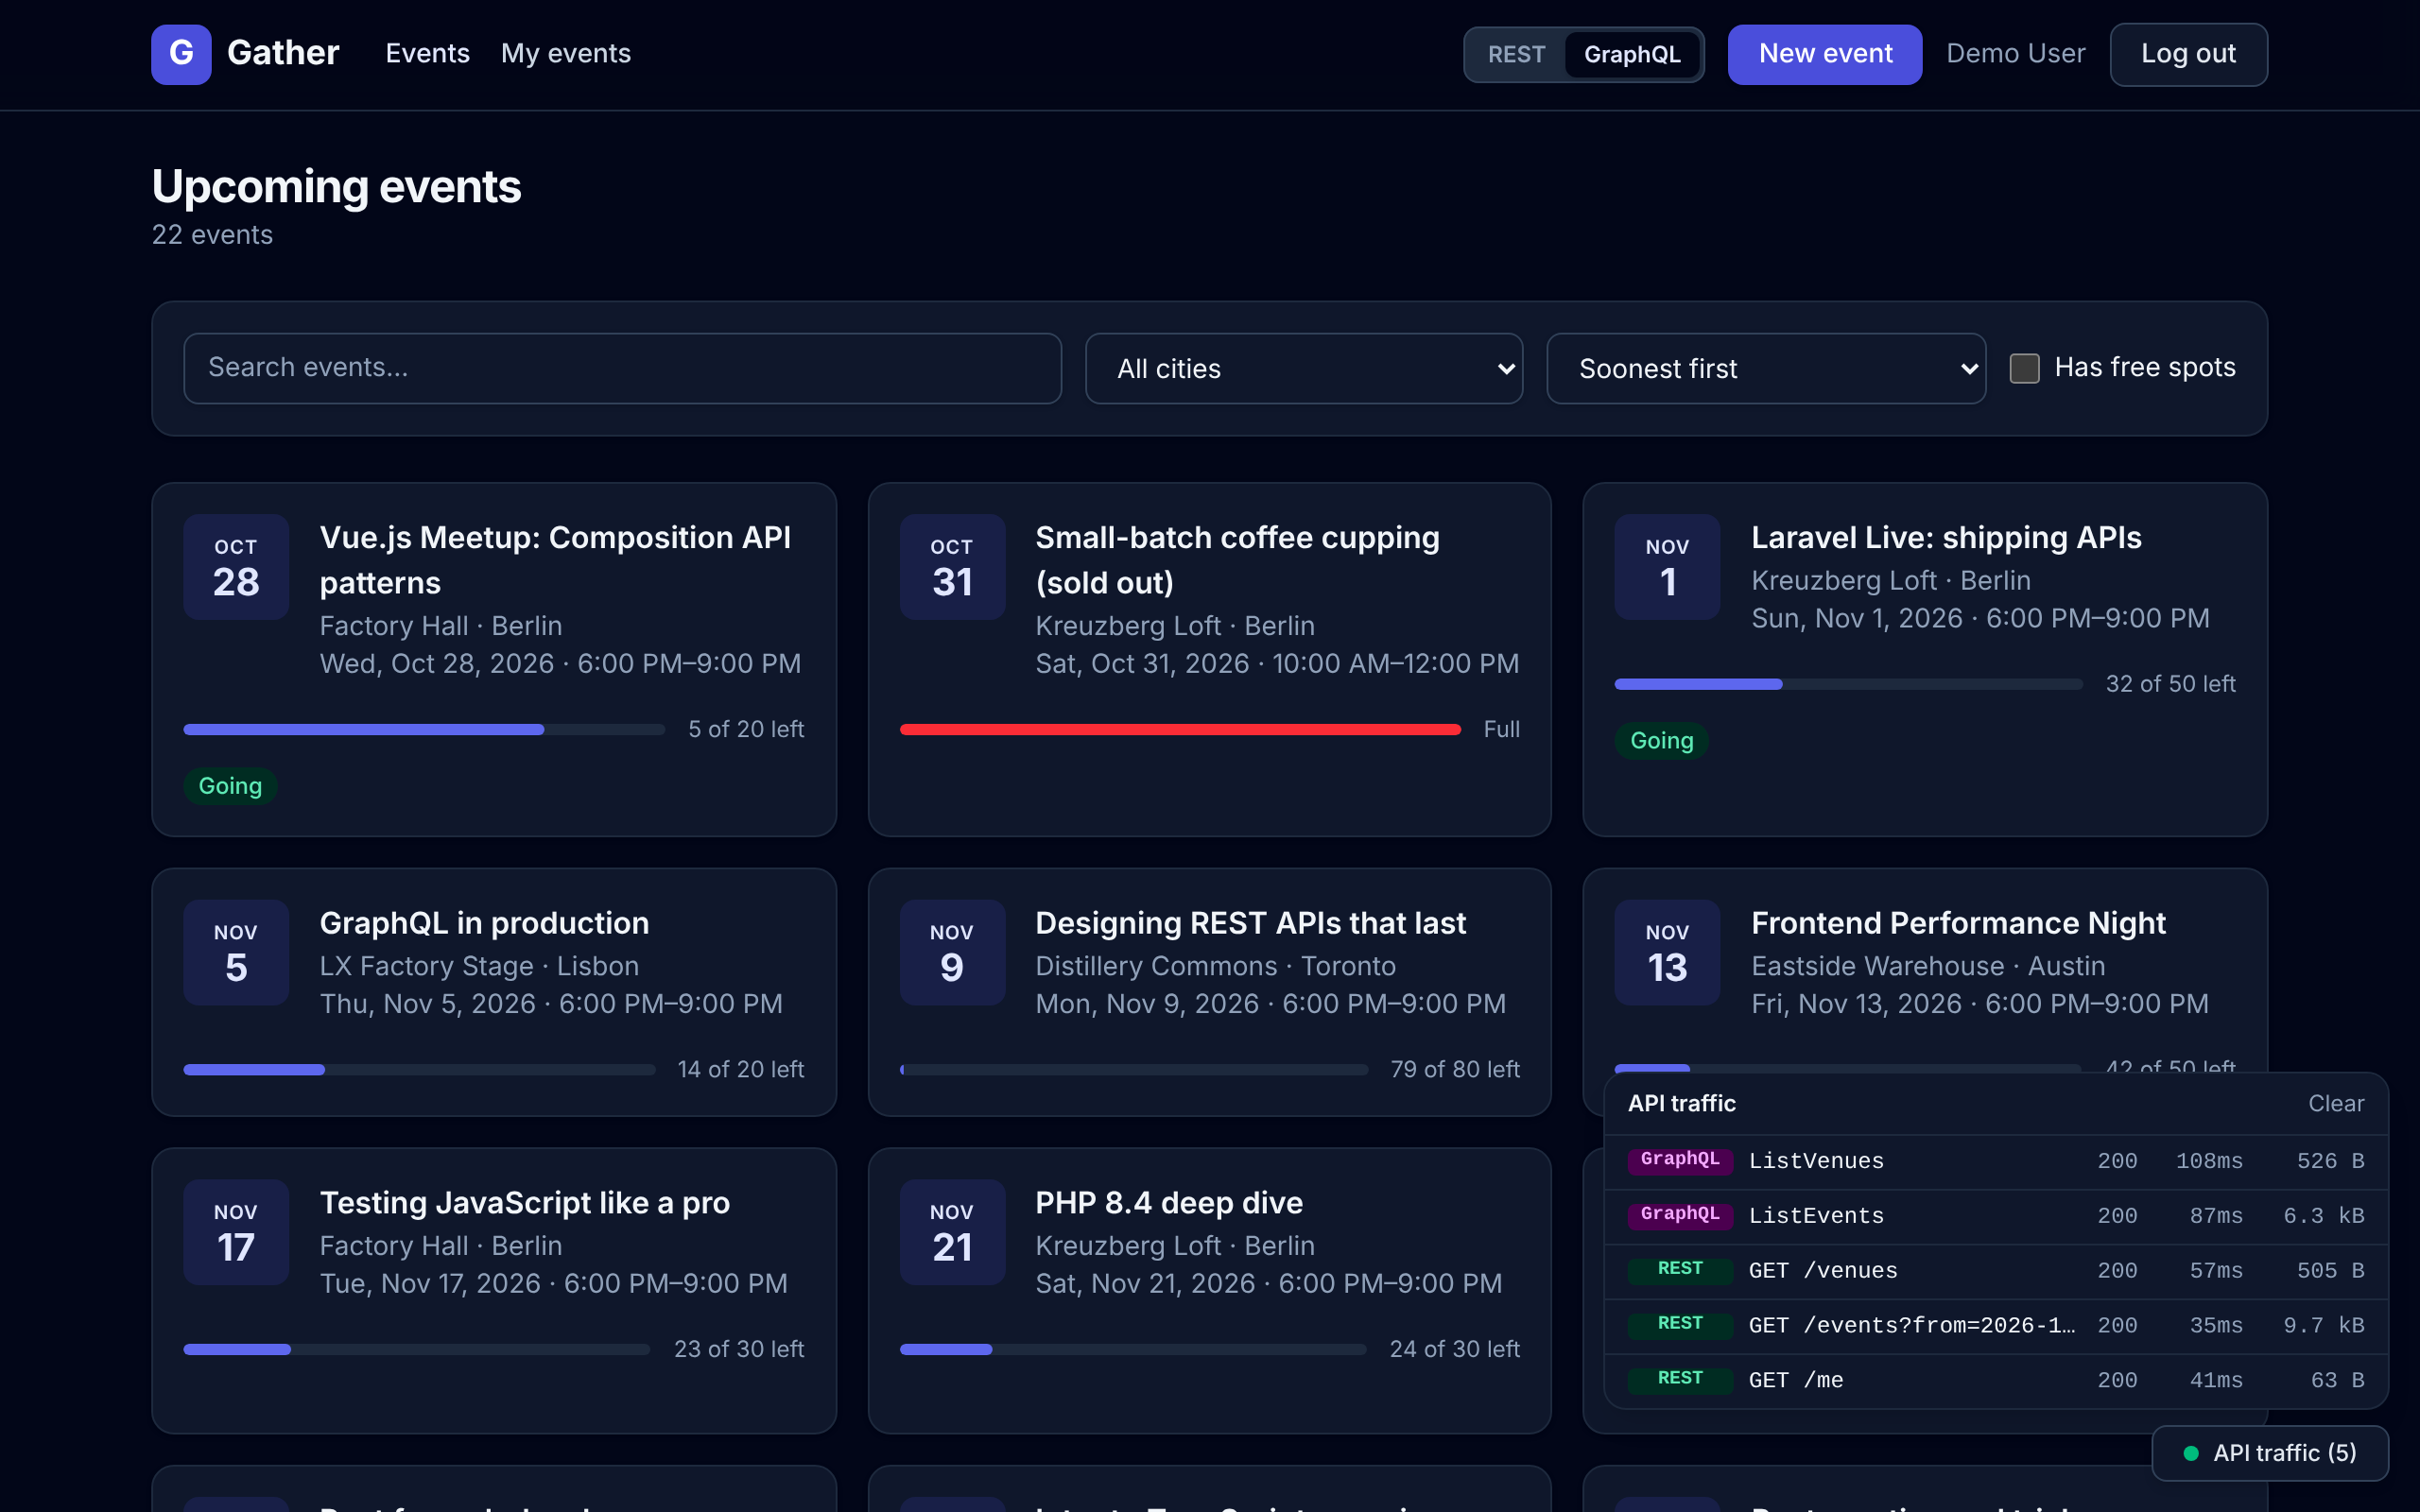 G Gather Events My events REST GraphQL New event Demo User Log out
Upcoming events
22 events
Search events... All cities Soonest first Has free spots
OCT
28
Vue.js Meetup: Composition API
patterns
Factory Hall · Berlin
Wed, Oct 28, 2026 · 6:00 PM–9:00 PM
5 of 20 left
Going
OCT
31
Small-batch coffee cupping
(sold out)
Kreuzberg Loft · Berlin
Sat, Oct 31, 2026 · 10:00 AM–12:00 PM
Full
NOV
1
Laravel Live: shipping APIs
Kreuzberg Loft · Berlin
Sun, Nov 1, 2026 · 6:00 PM–9:00 PM
32 of 50 left
Going
NOV
5
GraphQL in production
LX Factory Stage · Lisbon
Thu, Nov 5, 2026 · 6:00 PM–9:00 PM
14 of 20 left
NOV
9
Designing REST APIs that last
Distillery Commons · Toronto
Mon, Nov 9, 2026 · 6:00 PM–9:00 PM
79 of 80 left
NOV
13
Frontend Performance Night
Eastside Warehouse · Austin
Fri, Nov 13, 2026 · 6:00 PM–9:00 PM
42 of 50 left
NOV
17
Testing JavaScript like a pro
Factory Hall · Berlin
Tue, Nov 17, 2026 · 6:00 PM–9:00 PM
23 of 30 left
NOV
21
PHP 8.4 deep dive
Kreuzberg Loft · Berlin
Sat, Nov 21, 2026 · 6:00 PM–9:00 PM
24 of 30 left
API traffic Clear
GraphQL ListVenues 200 108ms 526 B
GraphQL ListEvents 200 87ms 6.3 kB
REST GET /venues 200 57ms 505 B
REST GET /events?from=2026-1… 200 35ms 9.7 kB
REST GET /me 200 41ms 63 B
API traffic (5)